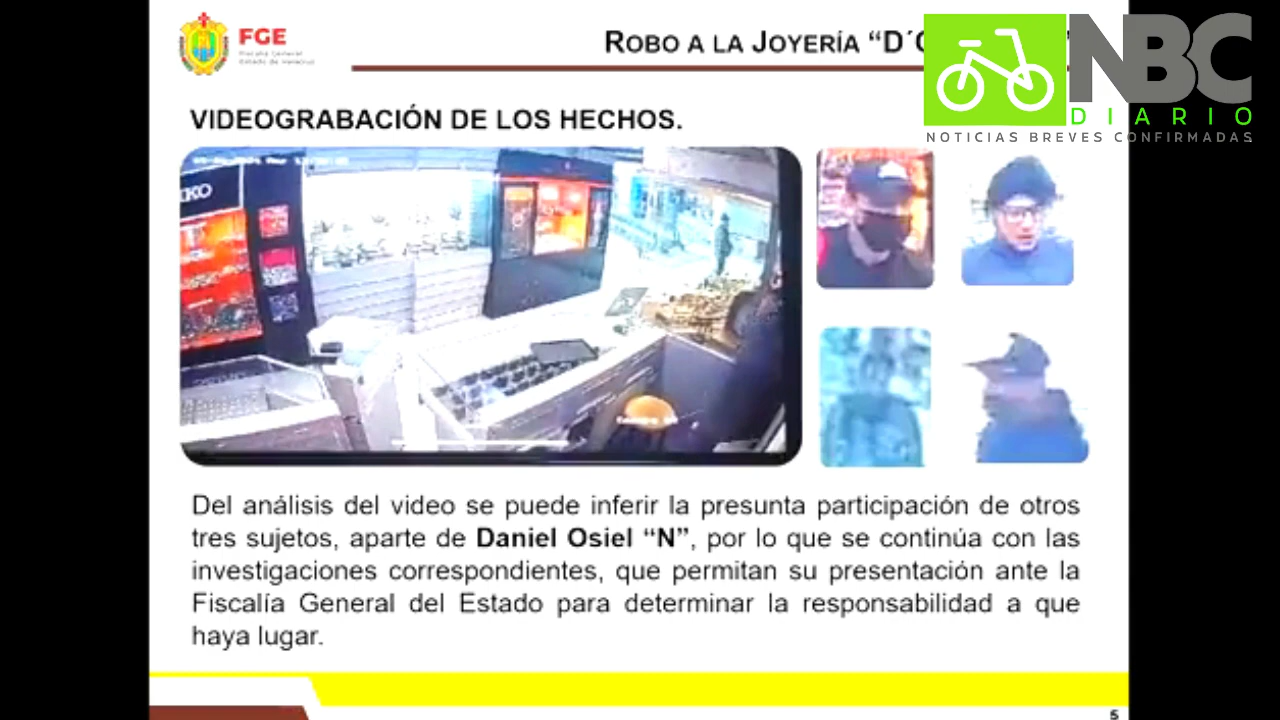 FGE
Fiscalía General
Estado de Veracruz
ROBO A LA JOYERÍA “D´
NBC
DIARIO
NOTICIAS BREVES CONFIRMADAS.
VIDEOGRABACIÓN DE LOS HECHOS.
Del análisis del video se puede inferir la presunta participación de otros
tres sujetos, aparte de Daniel Osiel “N”, por lo que se continúa con las
investigaciones correspondientes, que permitan su presentación ante la
Fiscalía General del Estado para determinar la responsabilidad a que
haya lugar.
5